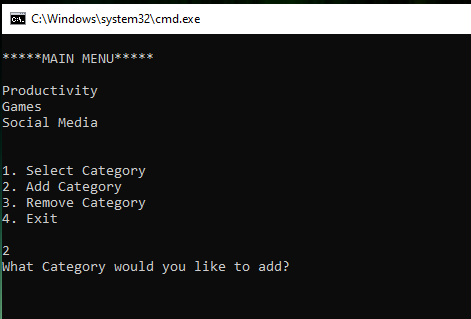 C:\Windows\system32\cmd.exe
*****MAIN MENU*****
Productivity
Games
Social Media
1. Select Category
2. Add Category
3. Remove Category
4. Exit
2
What Category would you like to add?